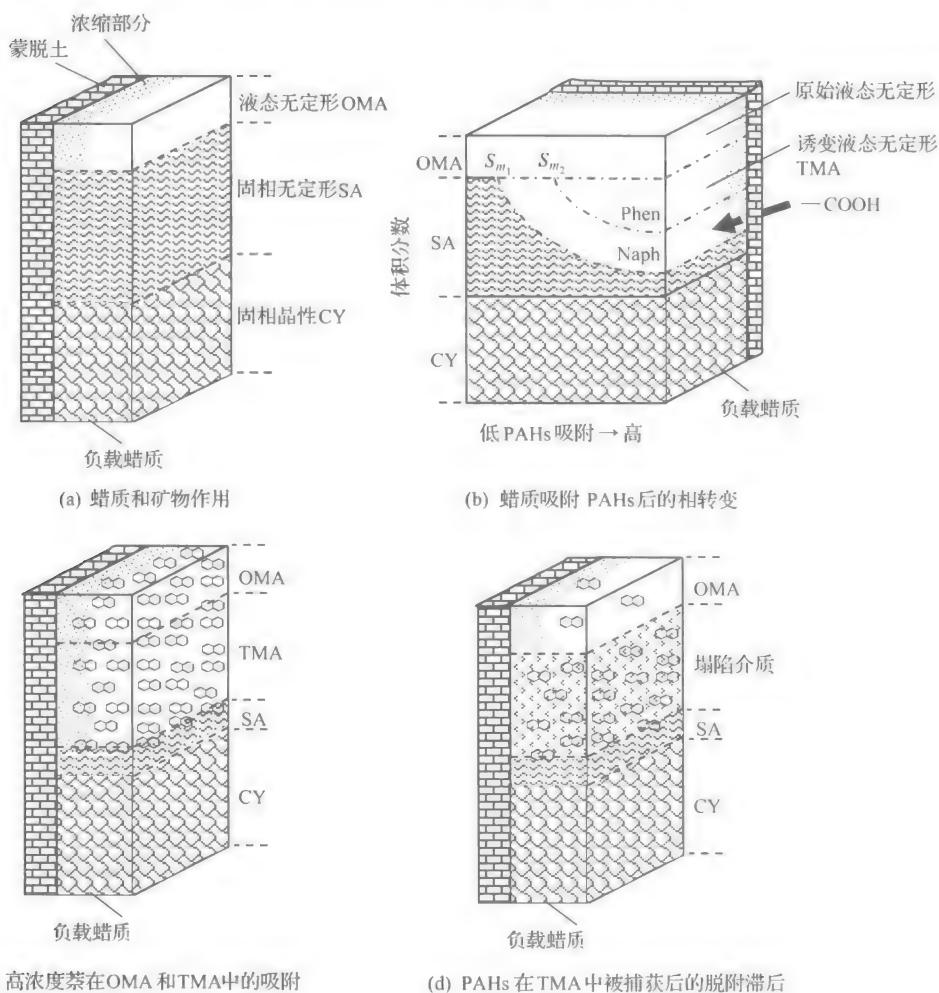 浓缩部分
蒙脱土
液态无定形OMA
固相无定形SA
固相晶性CY
负载蜡质
(a) 蜡质和矿物作用
原始液态无定形
诱变液态无定形
TMA
—COOH
OMA
Sm1
Sm2
Phen
Naph
SA
体积分数
CY
负载蜡质
低PAHs吸附→高
(b) 蜡质吸附 PAHs后的相转变
OMA
TMA
SA
CY
负载蜡质
高浓度萘在OMA 和TMA中的吸附
OMA
塌陷介质
SA
CY
负载蜡质
(d) PAHs 在TMA中被捕获后的脱附滞后